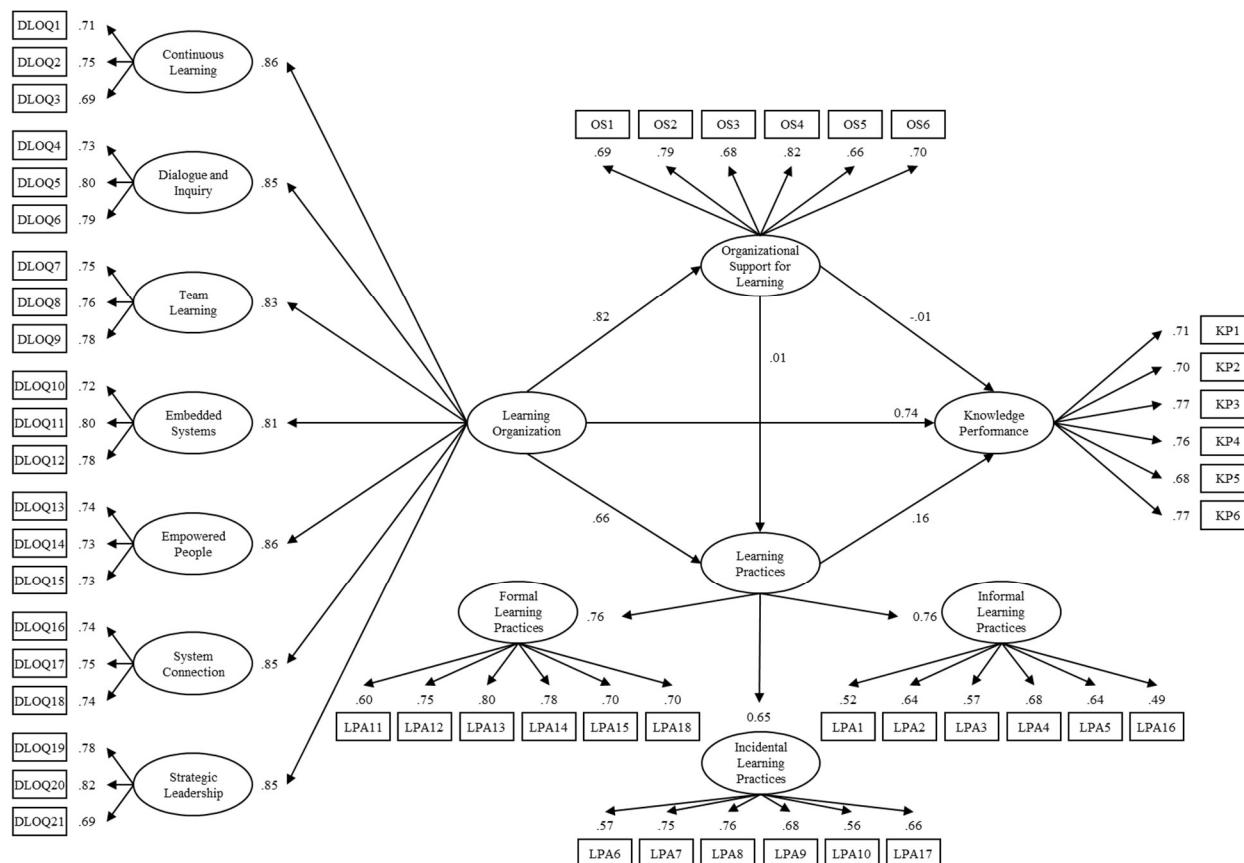 DLOQ1 .71
DLOQ2 .75
DLOQ3 .69
Continuous
Learning
.86
DLOQ4 .73
DLOQ5 .80
DLOQ6 .79
Dialogue and
Inquiry
.85
DLOQ7 .75
DLOQ8 .76
DLOQ9 .78
Team
Learning
.83
DLOQ10 .72
DLOQ11 .80
DLOQ12 .78
Embedded
Systems
.81
DLOQ13 .74
DLOQ14 .73
DLOQ15 .73
Empowered
People
.86
DLOQ16 .74
DLOQ17 .75
DLOQ18 .74
System
Connection
.85
DLOQ19 .78
DLOQ20 .82
DLOQ21 .69
Strategic
Leadership
.85
Learning
Organization
OS1 OS2 OS3 OS4 OS5 OS6
.69 .79 .68 .82 .66 .70
Organizational
Support for
Learning
.82
-.01
.01
0.74
.66
.16
Knowledge
Performance
.71 KP1
.70 KP2
.77 KP3
.76 KP4
.68 KP5
.77 KP6
Learning
Practices
Formal
Learning
Practices
.76
.60 .75 .80 .78 .70 .70
LPA11 LPA12 LPA13 LPA14 LPA15 LPA18
0.76
Informal
Learning
Practices
.52 .64 .57 .68 .64 .49
LPA1 LPA2 LPA3 LPA4 LPA5 LPA16
0.65
Incidental
Learning
Practices
.57 .75 .76 .68 .56 .66
LPA6 LPA7 LPA8 LPA9 LPA10 LPA17